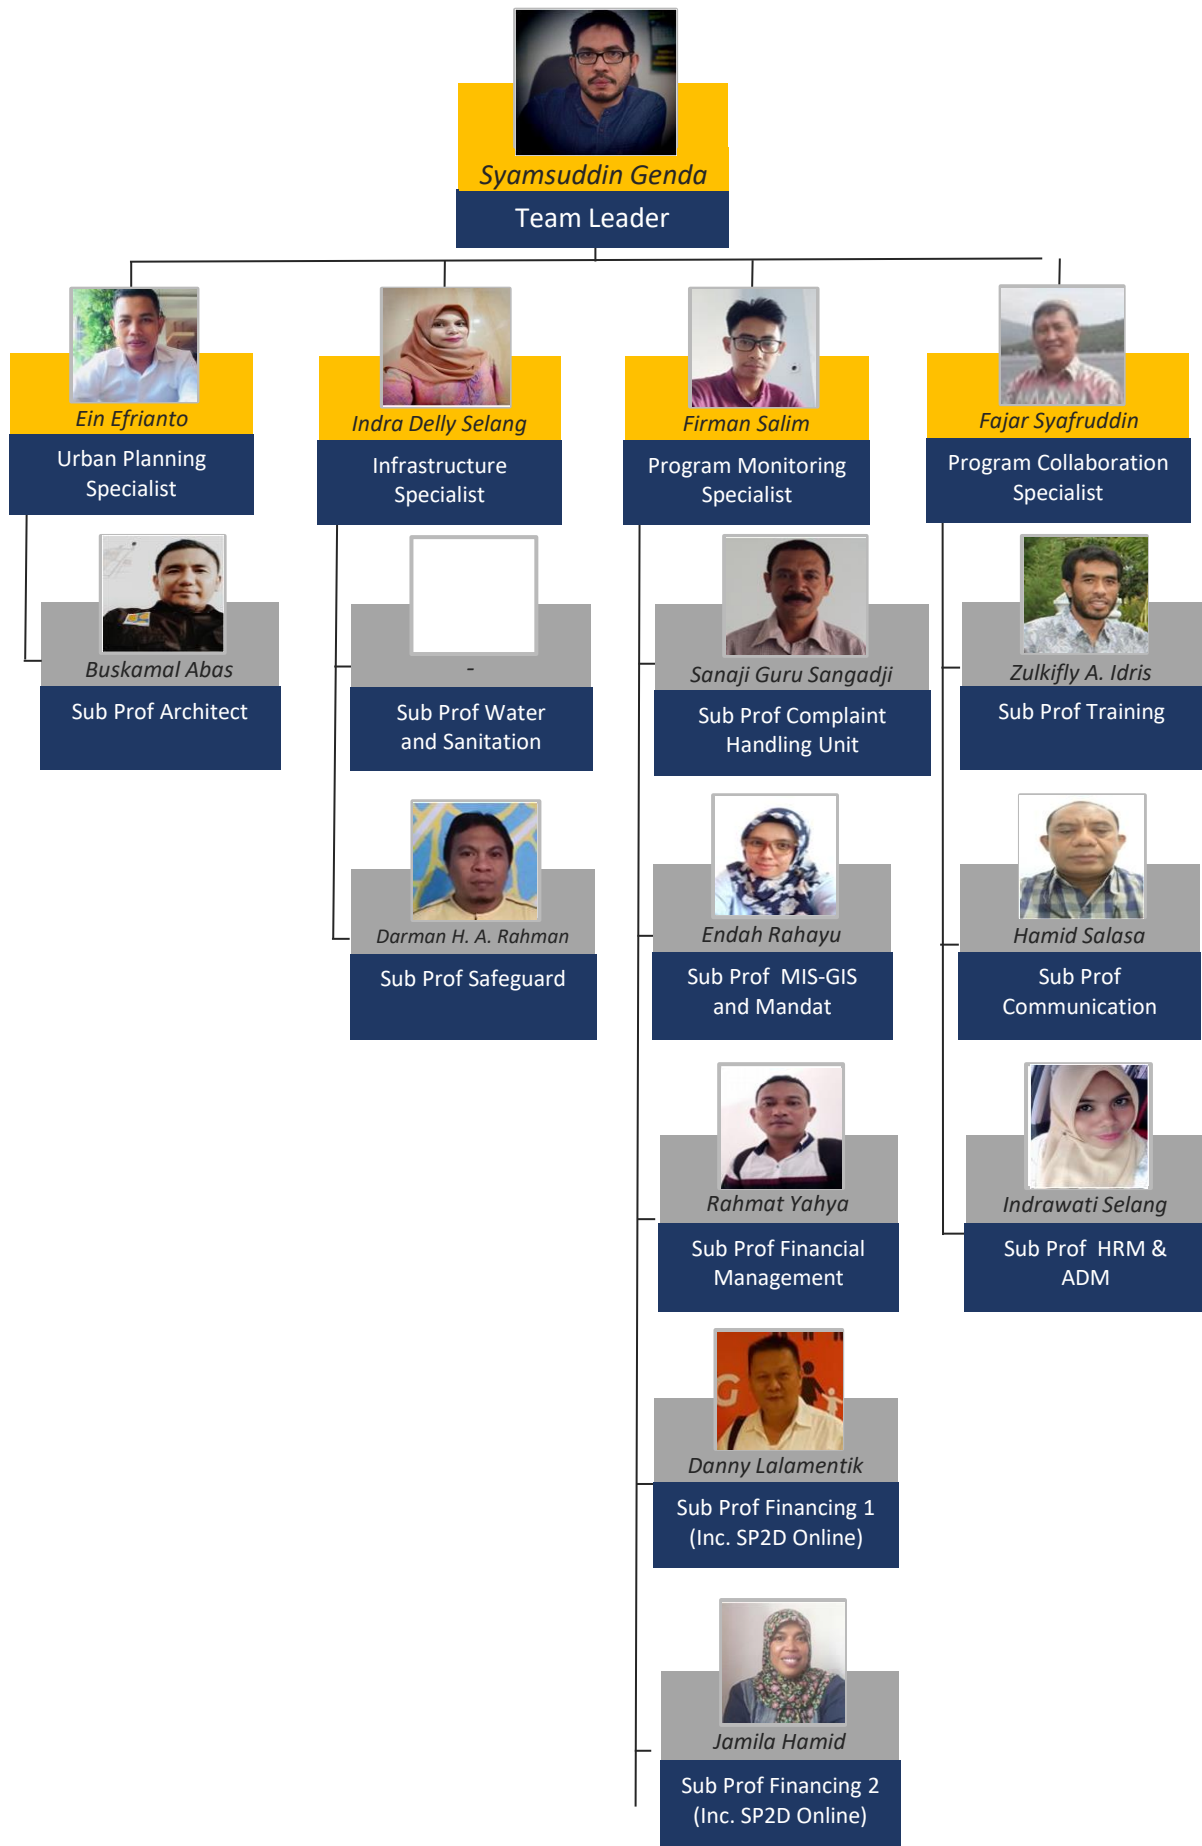 Syamsuddin Genda
Team Leader
Ein Efrianto
Urban Planning
Specialist
Buskamal Abas
Sub Prof Architect
Indra Delly Selang
Infrastructure
Specialist
-
Sub Prof Water
and Sanitation
Darman H. A. Rahman
Sub Prof Safeguard
Firman Salim
Program Monitoring
Specialist
Sanaji Guru Sangadji
Sub Prof Complaint
Handling Unit
Endah Rahayu
Sub Prof MIS-GIS
and Mandat
Rahmat Yahya
Sub Prof Financial
Management
G
Danny Lalamentik
Sub Prof Financing 1
(Inc. SP2D Online)
Jamila Hamid
Sub Prof Financing 2
(Inc. SP2D Online)
Fajar Syafruddin
Program Collaboration
Specialist
Zulkifly A. Idris
Sub Prof Training
Hamid Salasa
Sub Prof
Communication
Indrawati Selang
Sub Prof HRM &
ADM